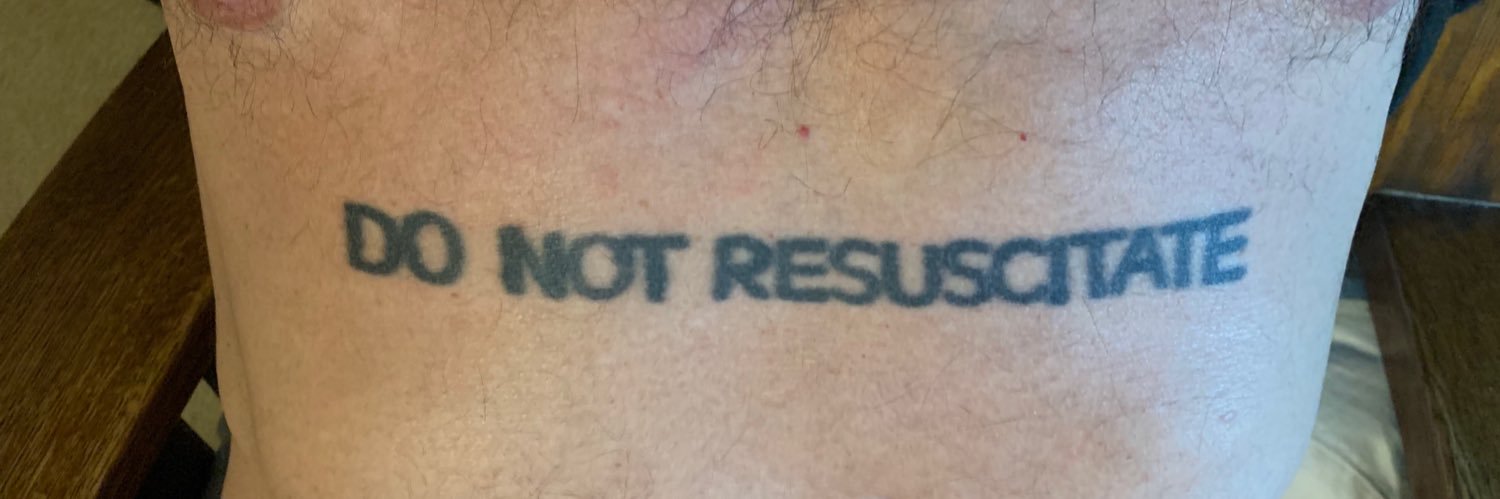 DO NOT RESUSCITATE